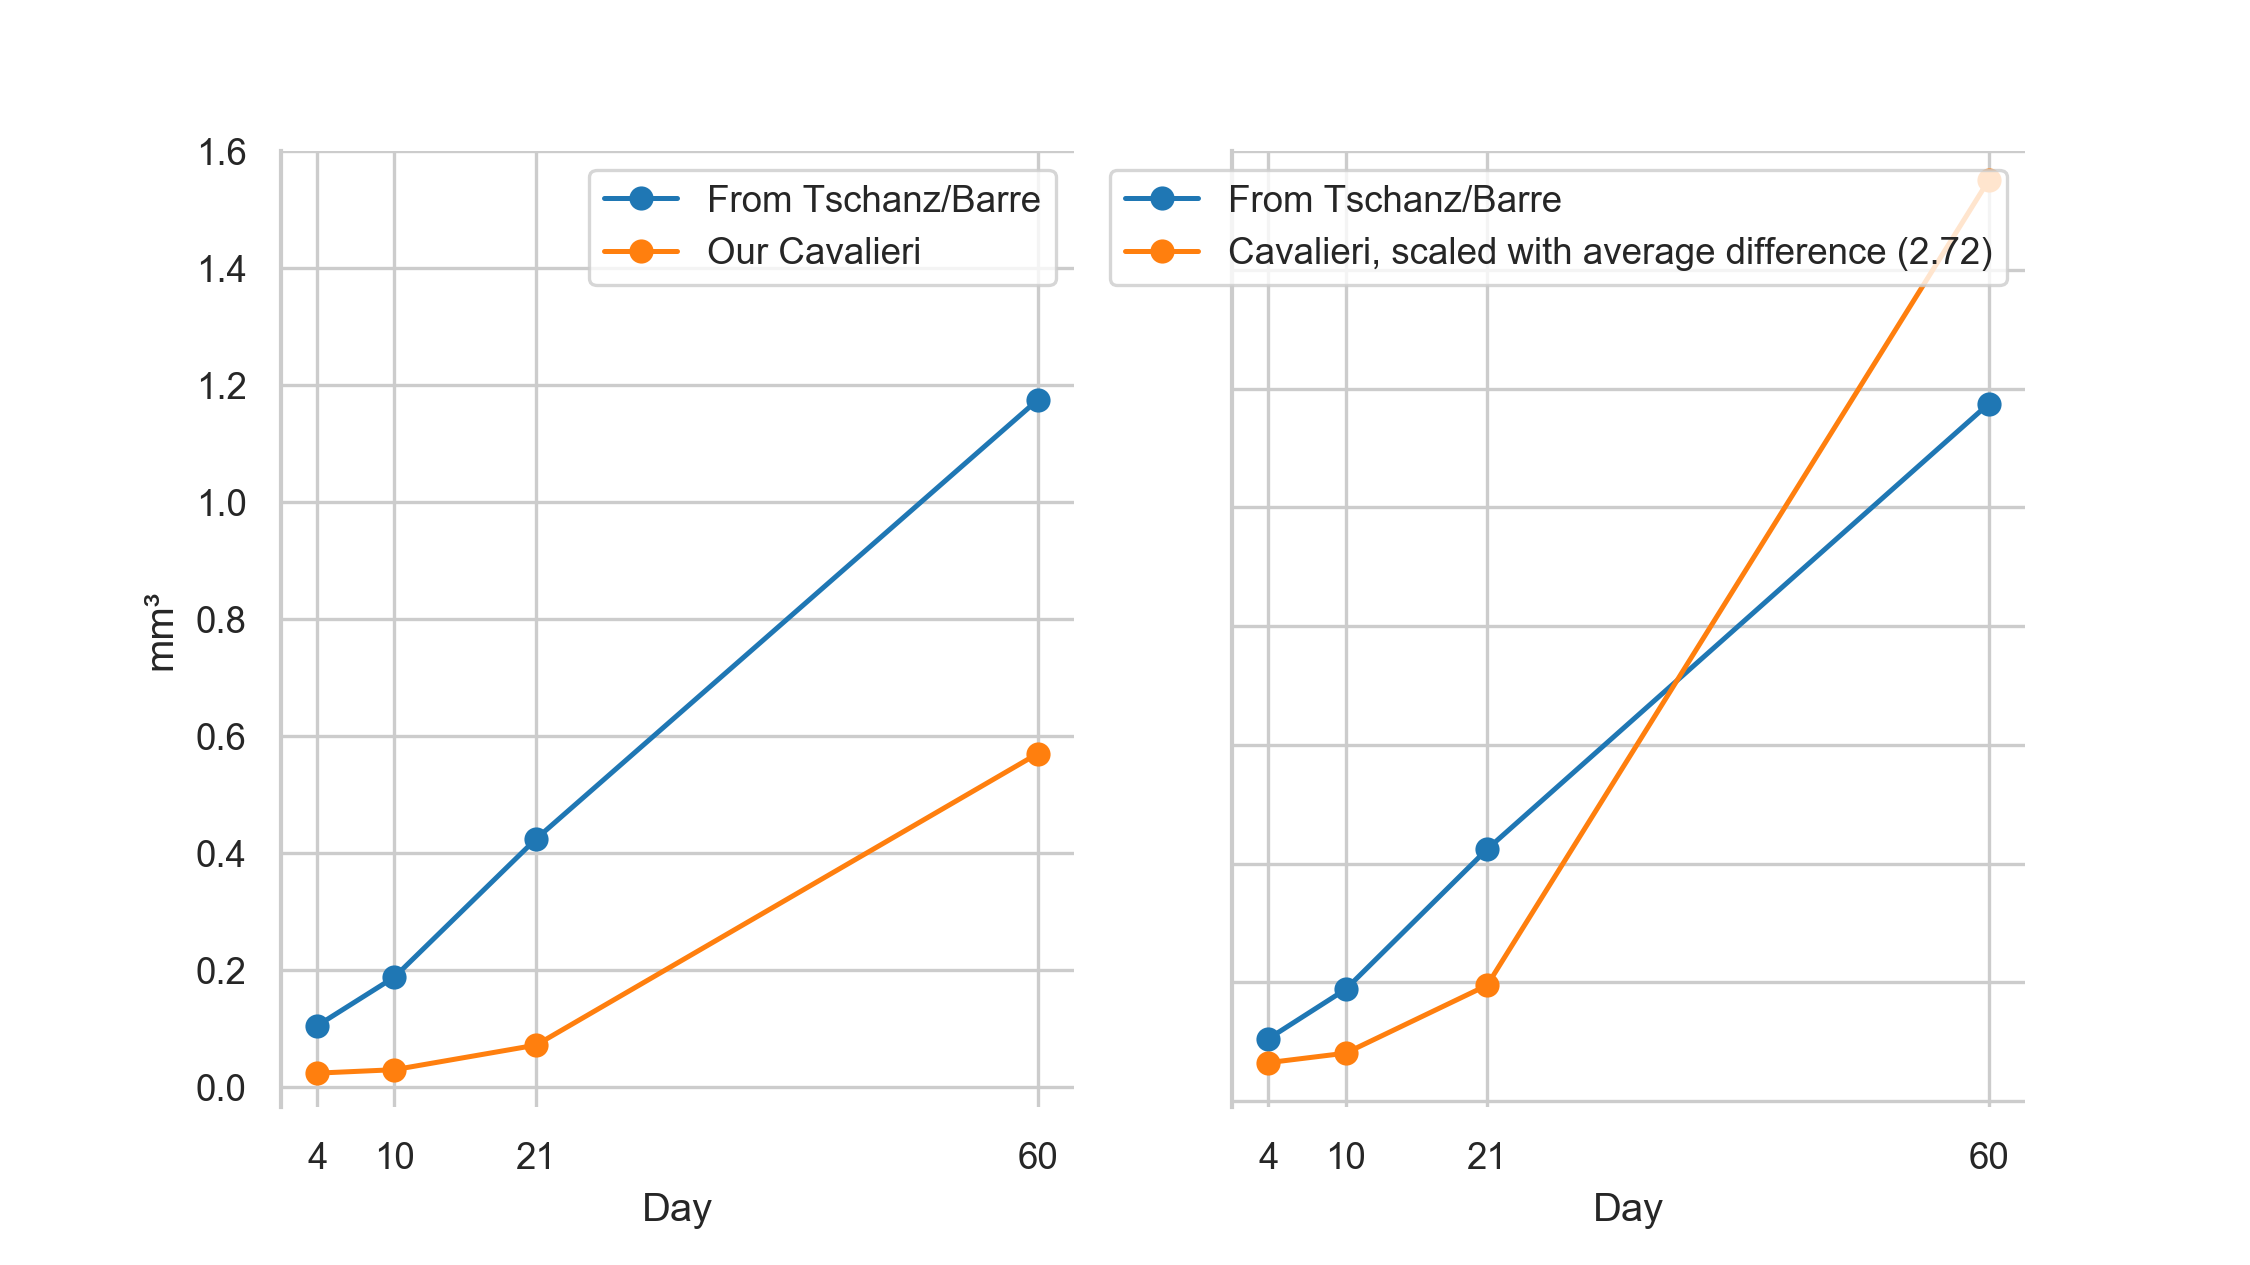 From Tschanz/Barre
Our Cavalieri
From Tschanz/Barre
Cavalieri, scaled with average difference (2.72)
1.6
1.4
1.2
1.0
0.8
0.6
0.4
0.2
0.0
mm³
4 10 21 60
Day
4 10 21 60
Day